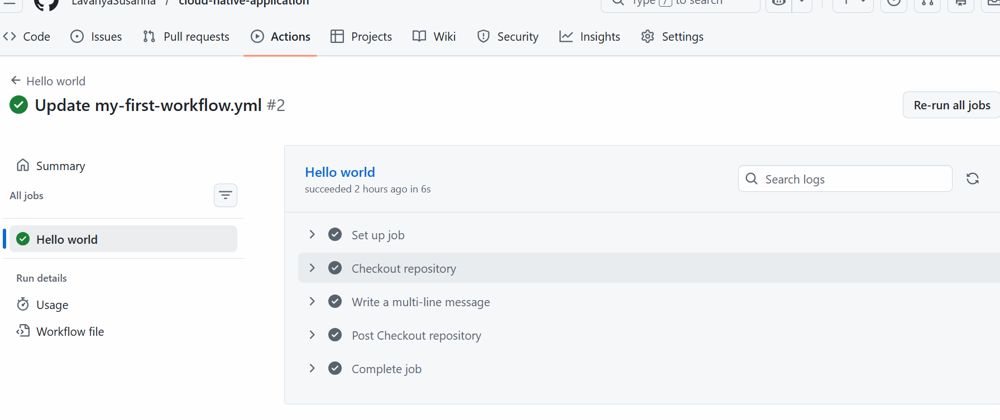 LavanyaSusanna / cloud-native-application
Type / to search
Code Issues Pull requests Actions Projects Wiki Security Insights Settings
Hello world
Update my-first-workflow.yml #2
Re-run all jobs
Summary
All jobs
Hello world
Run details
Usage
Workflow file
Hello world
succeeded 2 hours ago in 6s
Search logs
Set up job
Checkout repository
Write a multi-line message
Post Checkout repository
Complete job